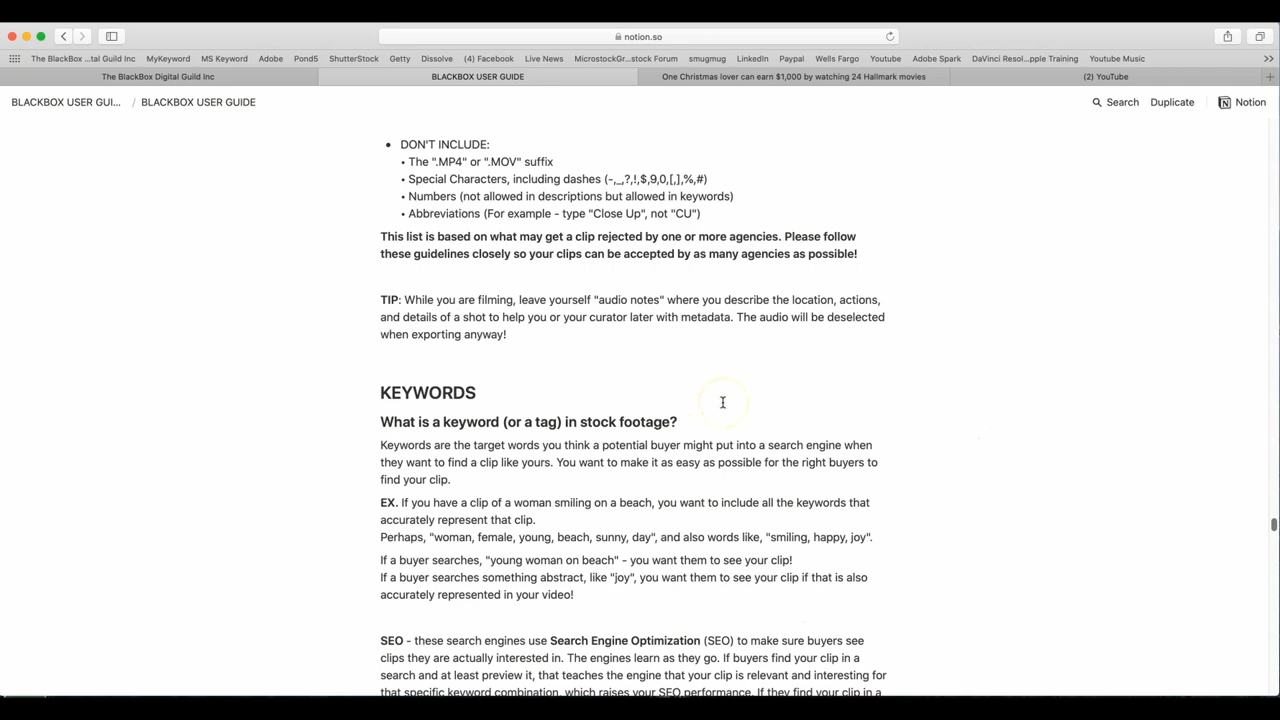 notion.so
The BlackBox ...tal Guild Inc MyKeyword MS Keyword Adobe Pond5 ShutterStock Getty Dissolve (4) Facebook Live News MicrostockGr...stock Forum smugmug LinkedIn Paypal Wells Fargo Youtube Adobe Spark DaVinci Resol...pple Training Youtube Music
The BlackBox Digital Guild Inc BLACKBOX USER GUIDE One Christmas lover can earn $1,000 by watching 24 Hallmark movies (2) YouTube
BLACKBOX USER GUI... / BLACKBOX USER GUIDE Search Duplicate Notion
• DON'T INCLUDE:
• The ".MP4" or ".MOV" suffix
• Special Characters, including dashes (-,_,?,!,$,9,0,[,],%,#)
• Numbers (not allowed in descriptions but allowed in keywords)
• Abbreviations (For example - type "Close Up", not "CU")
This list is based on what may get a clip rejected by one or more agencies. Please follow
these guidelines closely so your clips can be accepted by as many agencies as possible!
TIP: While you are filming, leave yourself "audio notes" where you describe the location, actions,
and details of a shot to help you or your curator later with metadata. The audio will be deselected
when exporting anyway!
KEYWORDS
What is a keyword (or a tag) in stock footage?
Keywords are the target words you think a potential buyer might put into a search engine when
they want to find a clip like yours. You want to make it as easy as possible for the right buyers to
find your clip.
EX. If you have a clip of a woman smiling on a beach, you want to include all the keywords that
accurately represent that clip.
Perhaps, "woman, female, young, beach, sunny, day", and also words like, "smiling, happy, joy".
If a buyer searches, "young woman on beach" - you want them to see your clip!
If a buyer searches something abstract, like "joy", you want them to see your clip if that is also
accurately represented in your video!
SEO - these search engines use Search Engine Optimization (SEO) to make sure buyers see
clips they are actually interested in. The engines learn as they go. If buyers find your clip in a
search and at least preview it, that teaches the engine that your clip is relevant and interesting for
that specific keyword combination, which raises your SEO performance. If they find your clip in a